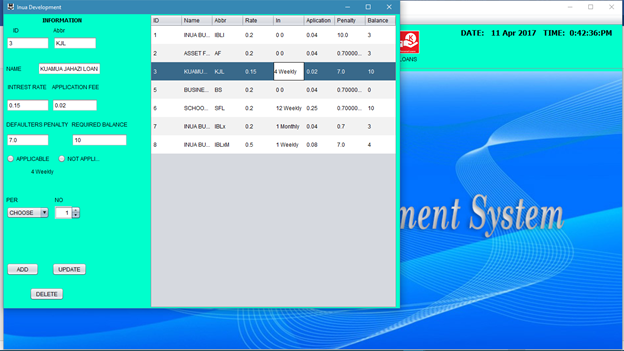 Inua Development
INFORMATION
ID Abbr
3 KJL
NAME KUAMUA JAHAZI LOAN
INTREST RATE APPLICATION FEE
0.15 0.02
DEFAULTERS PENALTY REQUIRED BALANCE
7.0 10
APPLICABLE NOT APPLI...
4 Weekly
PER NO
CHOOSE 1
ADD UPDATE
DELETE
ID Name Abbr Rate In Aplication Penalty Balance
1 INUA BU... IBLI 0.2 0 0 0.04 10.0 3
2 ASSET F... AF 0.2 0 0 0.04 0.70000... 3
3 KUAMU... KJL 0.15 4 Weekly 0.02 7.0 10
5 BUSINE... BS 0.2 0 0 0.04 0.70000... 0
6 SCHOO... SFL 0.2 12 Weekly 0.25 0.70000... 10
7 INUA BU... IBLx 0.2 1 Monthly 0.04 0.7 3
8 INUA BU... IBLxM 0.5 1 Weekly 0.08 7.0 4
DATE: 11 Apr 2017 TIME: 0:42:36:PM
LOANS
ment System